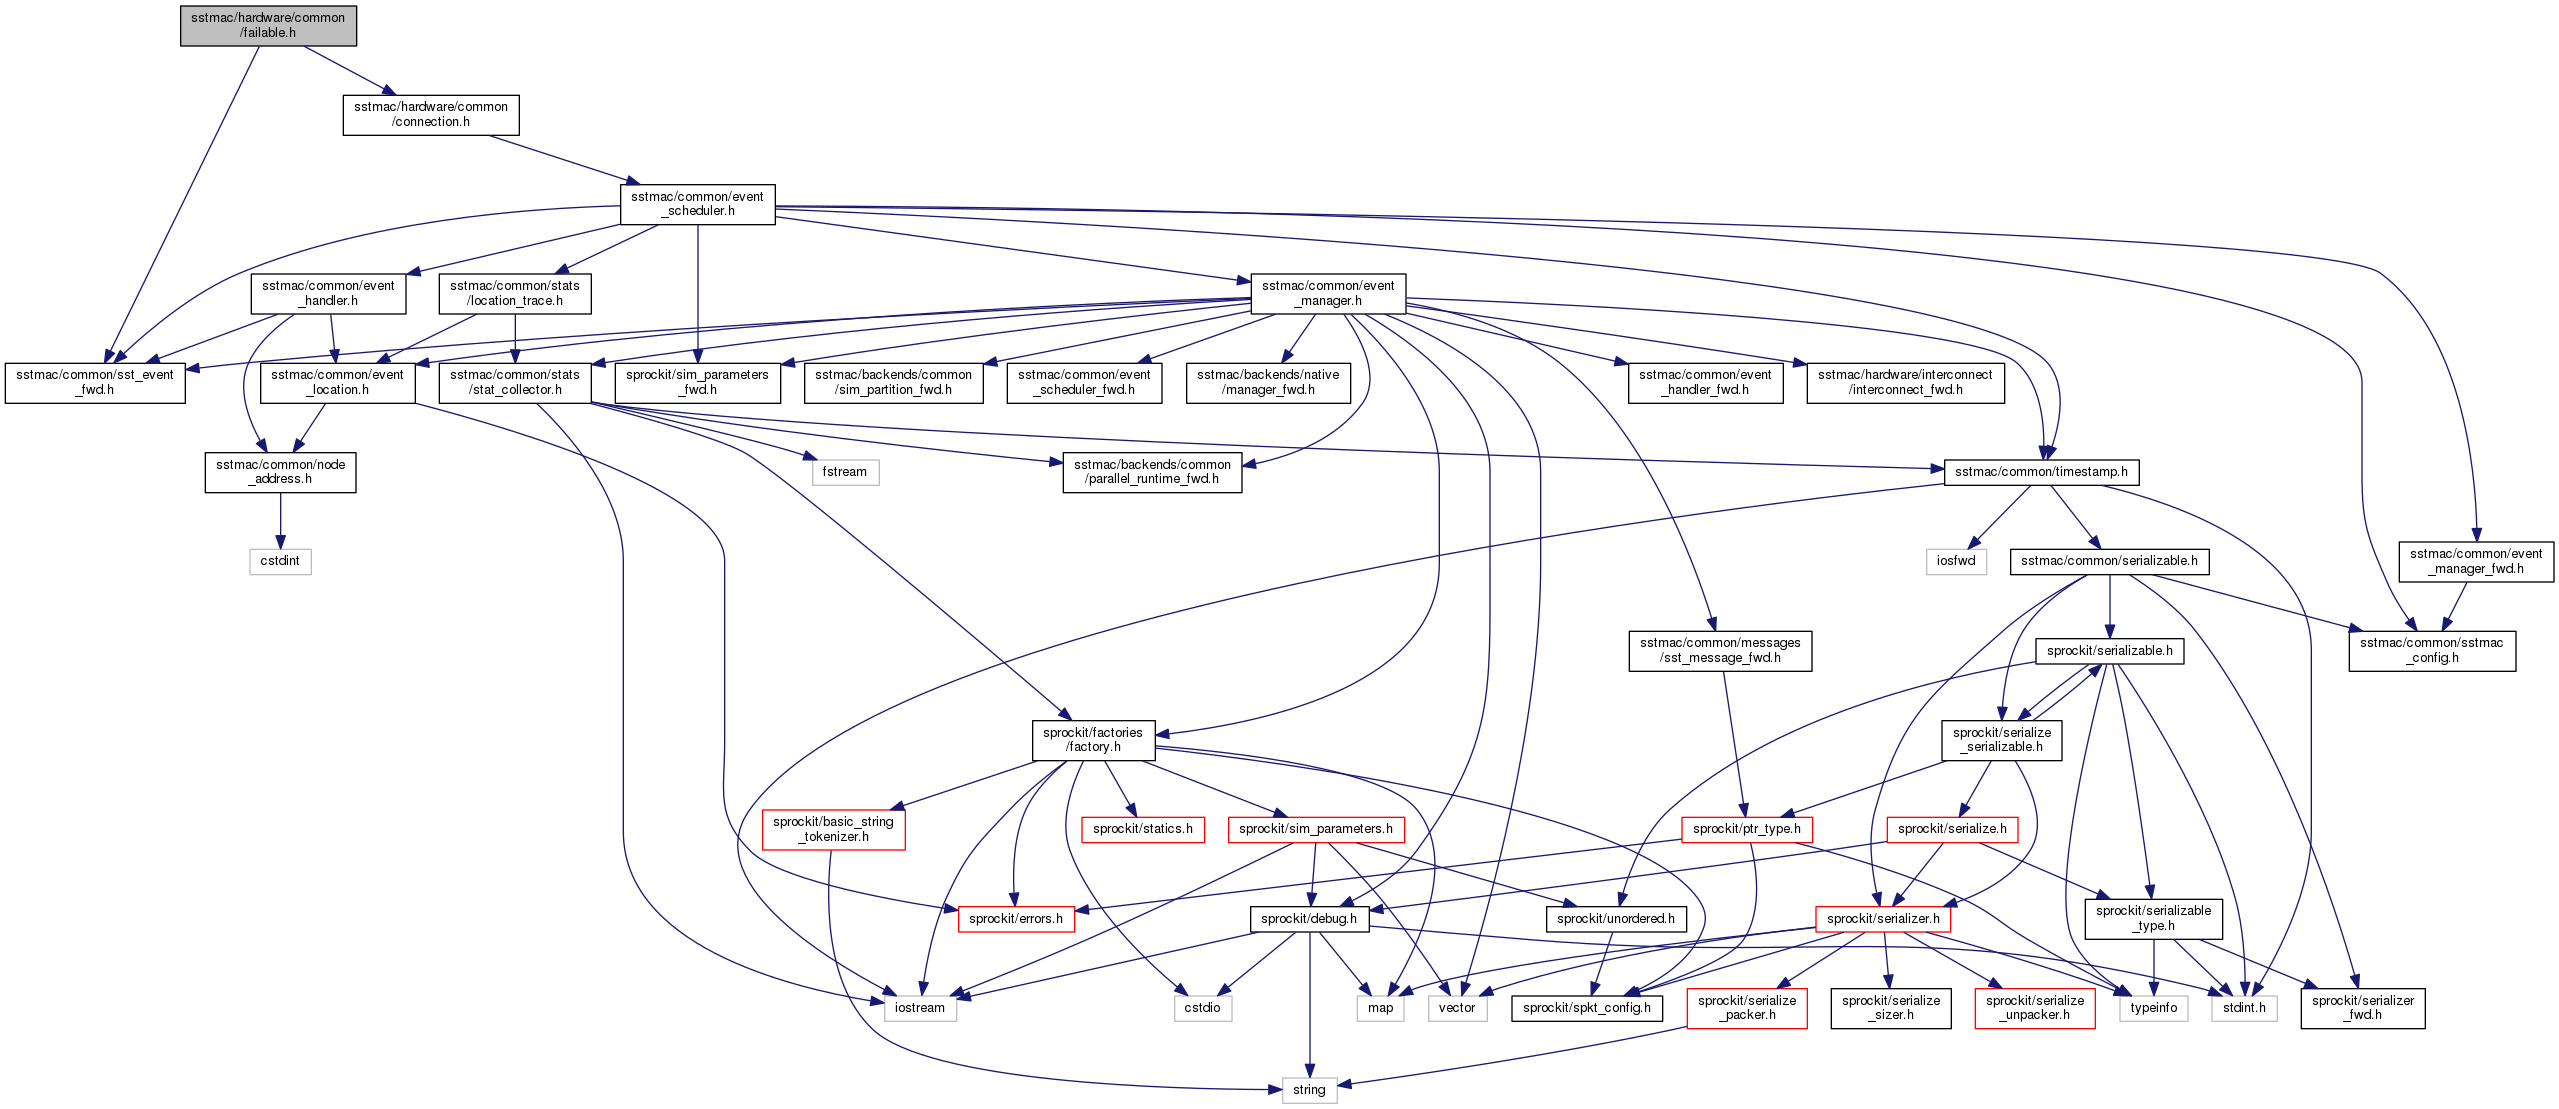 sstmac/hardware/common
/failable.h
sstmac/hardware/common
/connection.h
sstmac/common/event
_scheduler.h
sstmac/common/event
_handler.h
sstmac/common/stats
/location_trace.h
sstmac/common/event
_manager.h
sstmac/common/sst_event
_fwd.h
sstmac/common/event
_location.h
sstmac/common/stats
/stat_collector.h
sprockit/sim_parameters
_fwd.h
sstmac/backends/common
/sim_partition_fwd.h
sstmac/common/event
_scheduler_fwd.h
sstmac/backends/native
/manager_fwd.h
sstmac/common/event
_handler_fwd.h
sstmac/hardware/interconnect
/interconnect_fwd.h
sstmac/common/node
_address.h
fstream
sstmac/backends/common
/parallel_runtime_fwd.h
sstmac/common/timestamp.h
cstdint
iosfwd
sstmac/common/serializable.h
sstmac/common/event
_manager_fwd.h
sstmac/common/messages
/sst_message_fwd.h
sprockit/serializable.h
sstmac/common/sstmac
_config.h
sprockit/factories
/factory.h
sprockit/serialize
_serializable.h
sprockit/basic_string
_tokenizer.h
sprockit/statics.h
sprockit/sim_parameters.h
sprockit/ptr_type.h
sprockit/serialize.h
sprockit/errors.h
sprockit/debug.h
sprockit/unordered.h
sprockit/serializer.h
sprockit/serializable
_type.h
iostream
cstdio
map
vector
sprockit/spkt_config.h
sprockit/serialize
_packer.h
sprockit/serialize
_sizer.h
sprockit/serialize
_unpacker.h
typeinfo
stdint.h
sprockit/serializer
_fwd.h
string